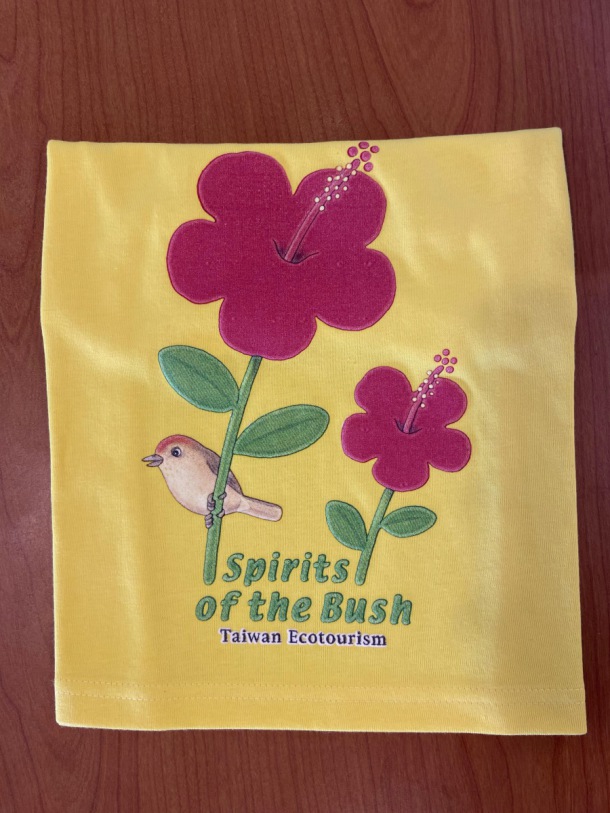 Spirits
of the Bush
Taiwan Ecotourism